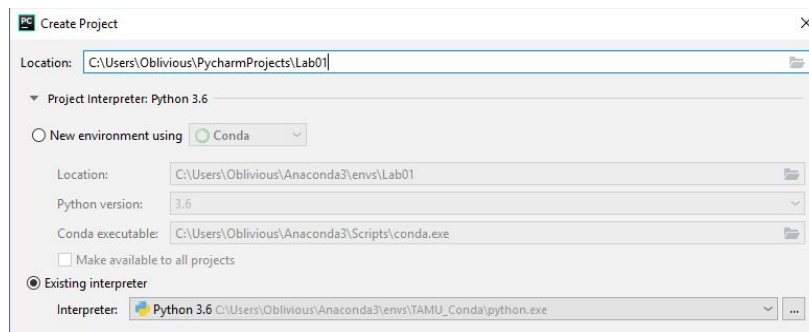 PC Create Project
Location: C:\Users\Oblivious\PycharmProjects\Lab01
Project Interpreter: Python 3.6
New environment using Conda
Location: C:\Users\Oblivious\Anaconda3\envs\Lab01
Python version: 3.6
Conda executable: C:\Users\Oblivious\Anaconda3\Scripts\conda.exe
Make available to all projects
Existing interpreter
Interpreter: Python 3.6 C:\Users\Oblivious\Anaconda3\envs\TAMU_Conda\python.exe ...